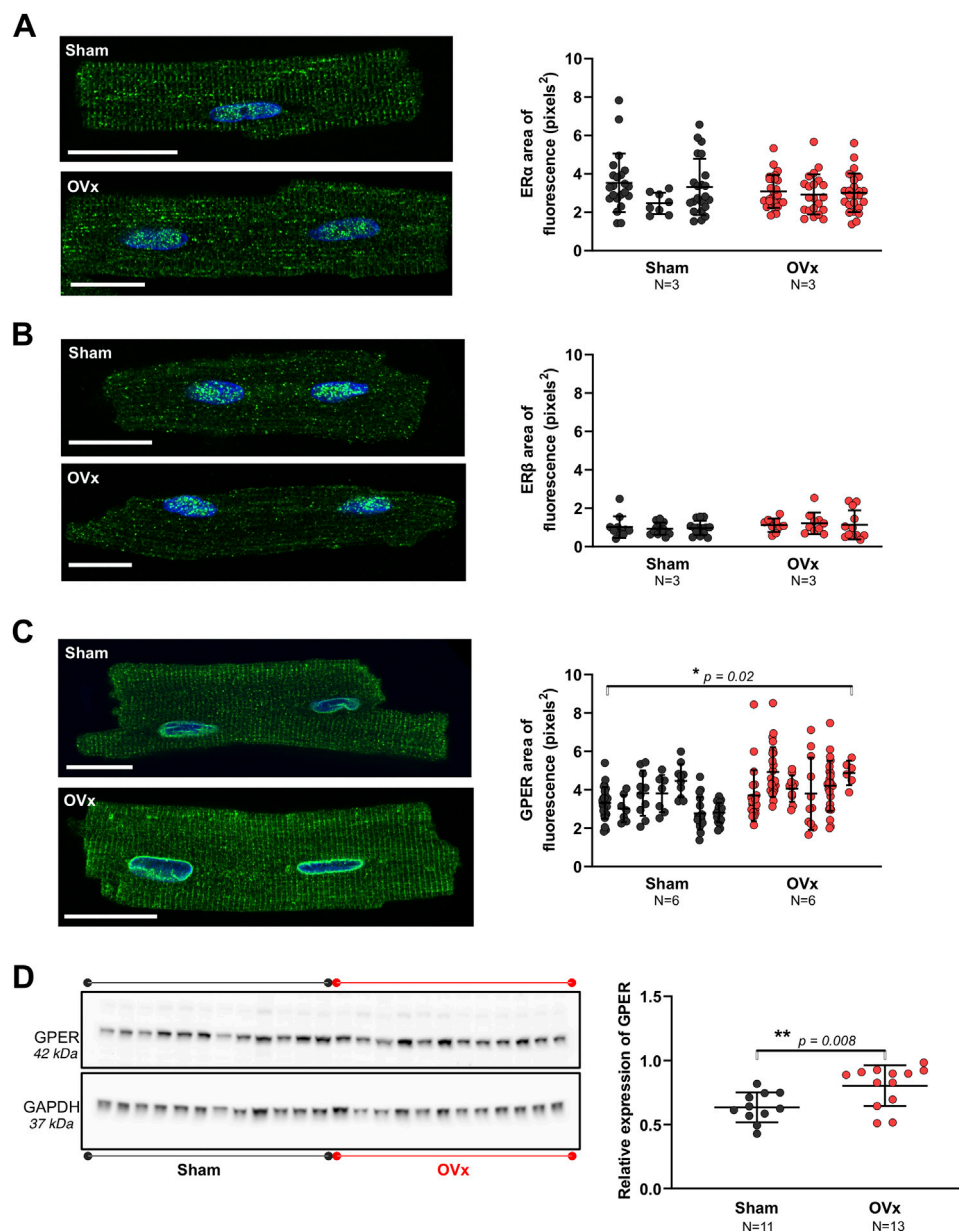 A
Sham
OVx
ERα area of
fluorescence (pixels²)
10
8
6
4
2
0
Sham
N=3
OVx
N=3
B
Sham
OVx
ERβ area of
fluorescence (pixels²)
10
8
6
4
2
0
Sham
N=3
OVx
N=3
C
Sham
OVx
GPER area of
fluorescence (pixels²)
10
8
6
4
2
0
* p = 0.02
Sham
N=6
OVx
N=6
D
GPER
42 kDa
GAPDH
37 kDa
Sham
OVx
Relative expression of GPER
1.5
1.0
0.5
0.0
** p = 0.008
Sham
N=11
OVx
N=13